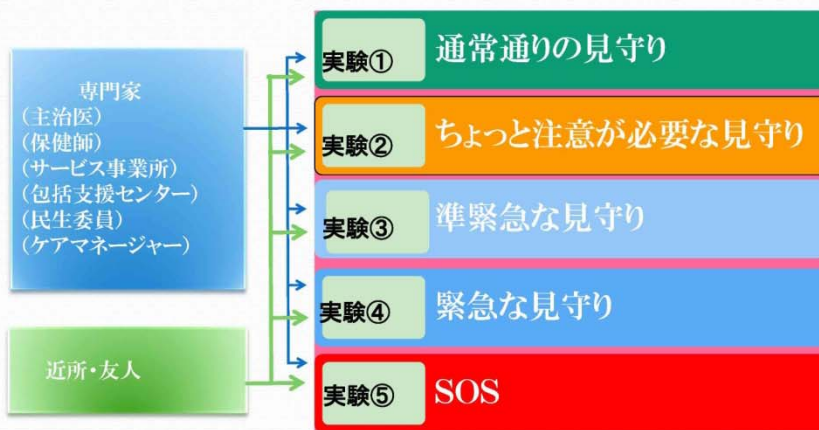 専門家
(主治医)
(保健師)
(サービス事業所)
(包括支援センター)
(民生委員)
(ケアマネージャー)
近所・友人
実験① 通常通りの見守り
実験② ちょっと注意が必要な見守り
実験③ 準緊急な見守り
実験④ 緊急な見守り
実験⑤ SOS